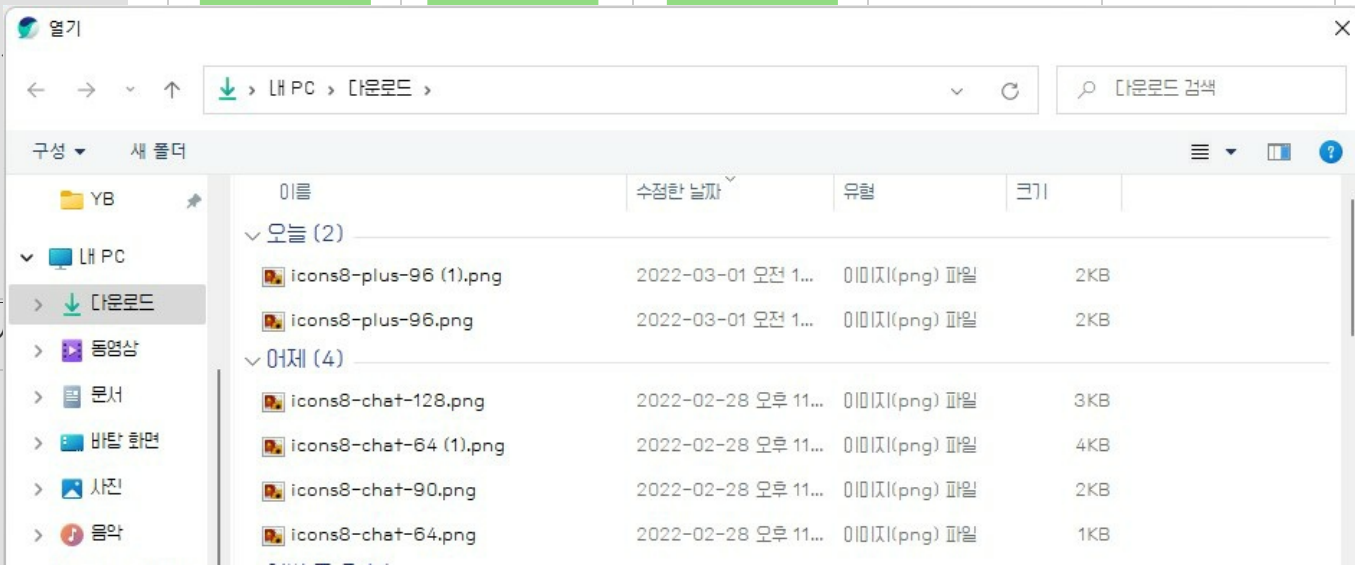 열기
내 PC › 다운로드 ›
다운로드 검색
구성
새 폴더
YB
내 PC
다운로드
동영상
문서
바탕 화면
사진
음악
이름 수정한 날짜 유형 크기
오늘 (2)
icons8-plus-96 (1).png 2022-03-01 오전 1... 이미지(png) 파일 2KB
icons8-plus-96.png 2022-03-01 오전 1... 이미지(png) 파일 2KB
어제 (4)
icons8-chat-128.png 2022-02-28 오후 11... 이미지(png) 파일 3KB
icons8-chat-64 (1).png 2022-02-28 오후 11... 이미지(png) 파일 4KB
icons8-chat-90.png 2022-02-28 오후 11... 이미지(png) 파일 2KB
icons8-chat-64.png 2022-02-28 오후 11... 이미지(png) 파일 1KB